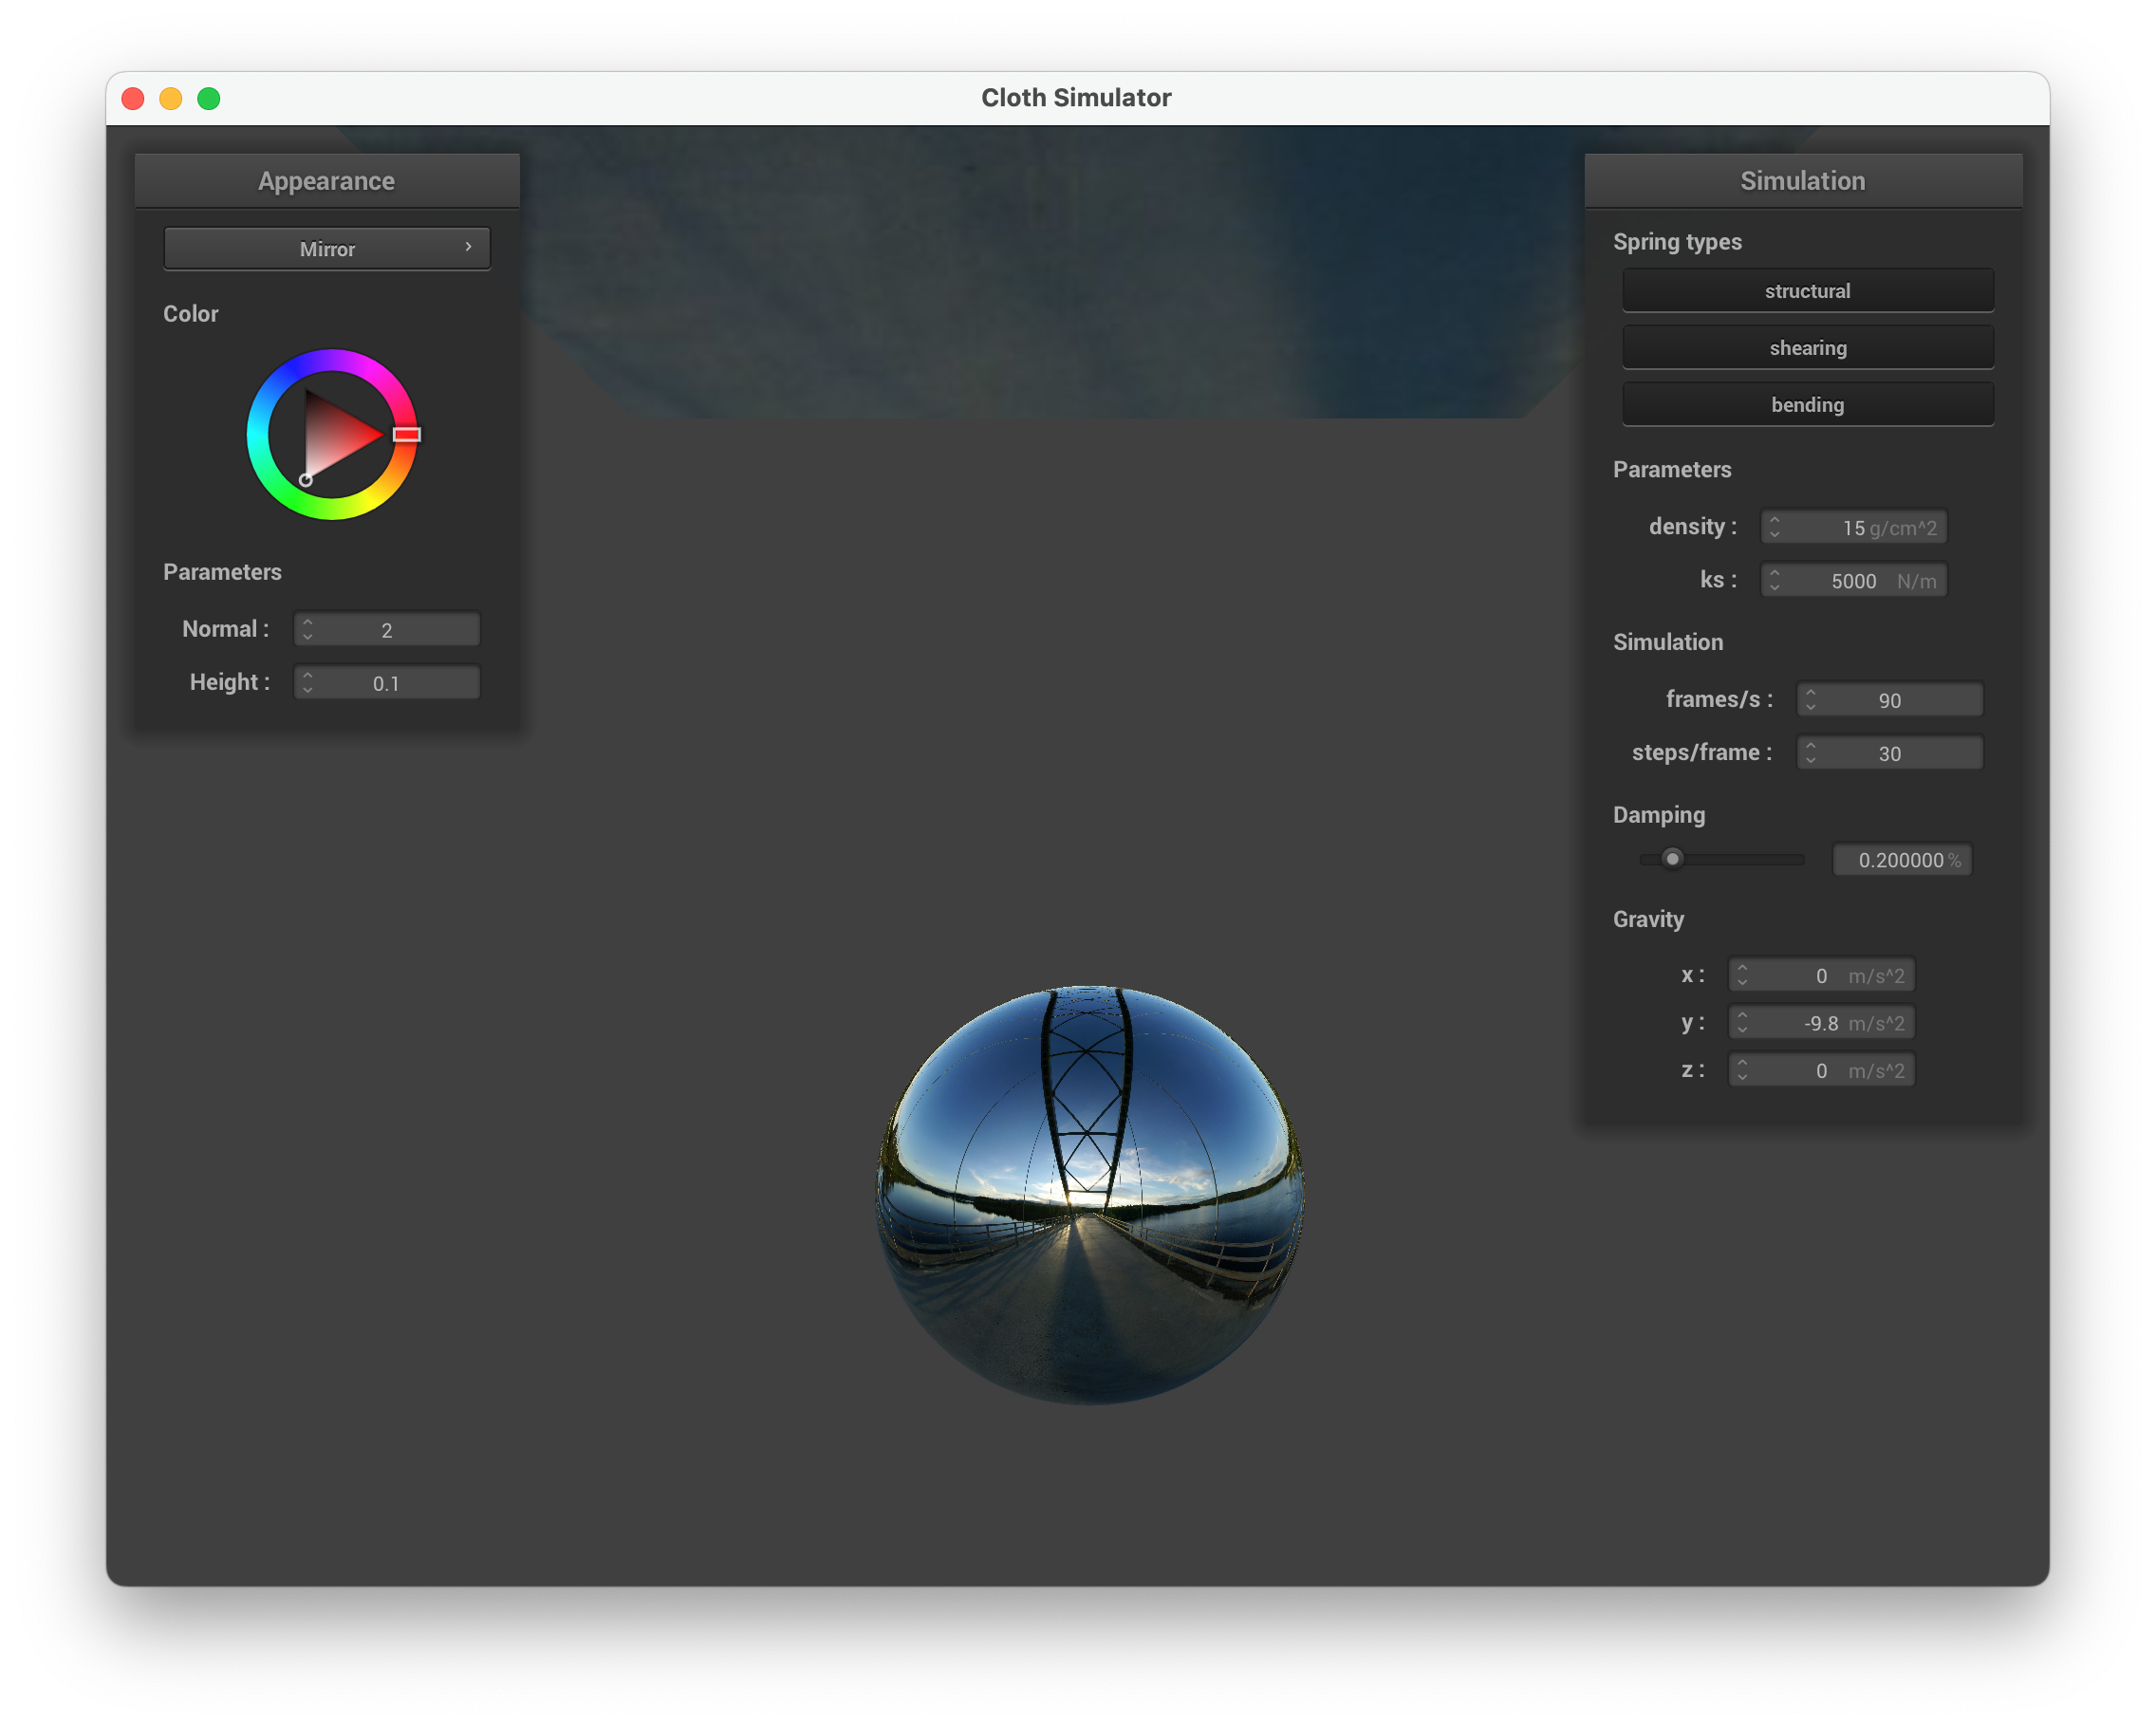 Cloth Simulator
Appearance
Mirror
Color
Parameters
Normal : 2
Height : 0.1
Simulation
Spring types
structural
shearing
bending
Parameters
density : 15 g/cm^2
ks : 5000 N/m
Simulation
frames/s : 90
steps/frame : 30
Damping
0.200000 %
Gravity
x : 0 m/s^2
y : -9.8 m/s^2
z : 0 m/s^2